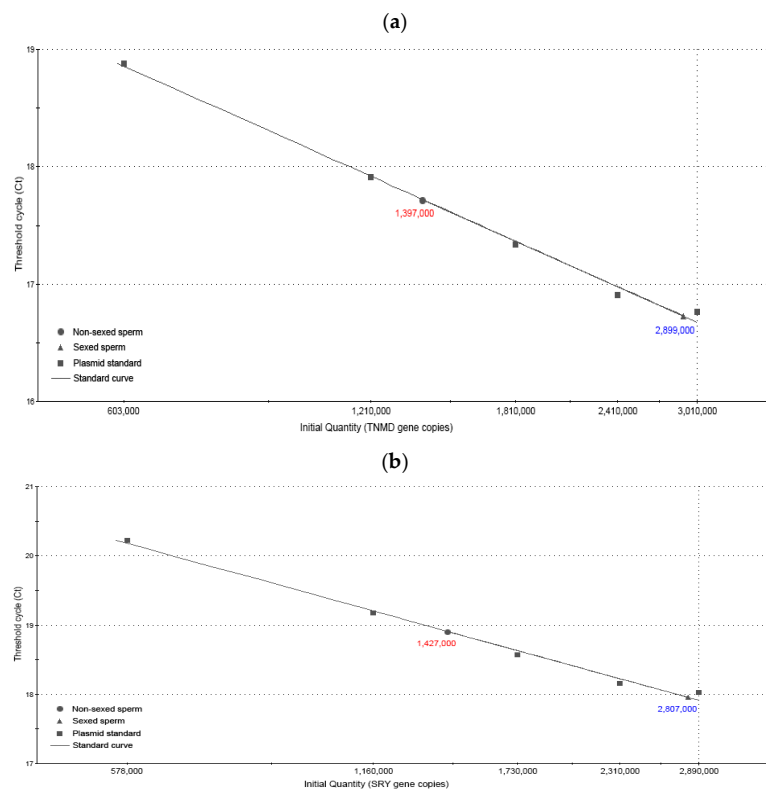 (a)
19
18
17
16
Threshold cycle (Ct)
1,397,000
2,899,000
Non-sexed sperm
Sexed sperm
Plasmid standard
Standard curve
603,000 1,210,000 1,810,000 2,410,000 3,010,000
Initial Quantity (TNMD gene copies)
(b)
21
20
19
18
17
Threshold cycle (Ct)
1,427,000
2,807,000
Non-sexed sperm
Sexed sperm
Plasmid standard
Standard curve
578,000 1,160,000 1,730,000 2,310,000 2,890,000
Initial Quantity (SRY gene copies)